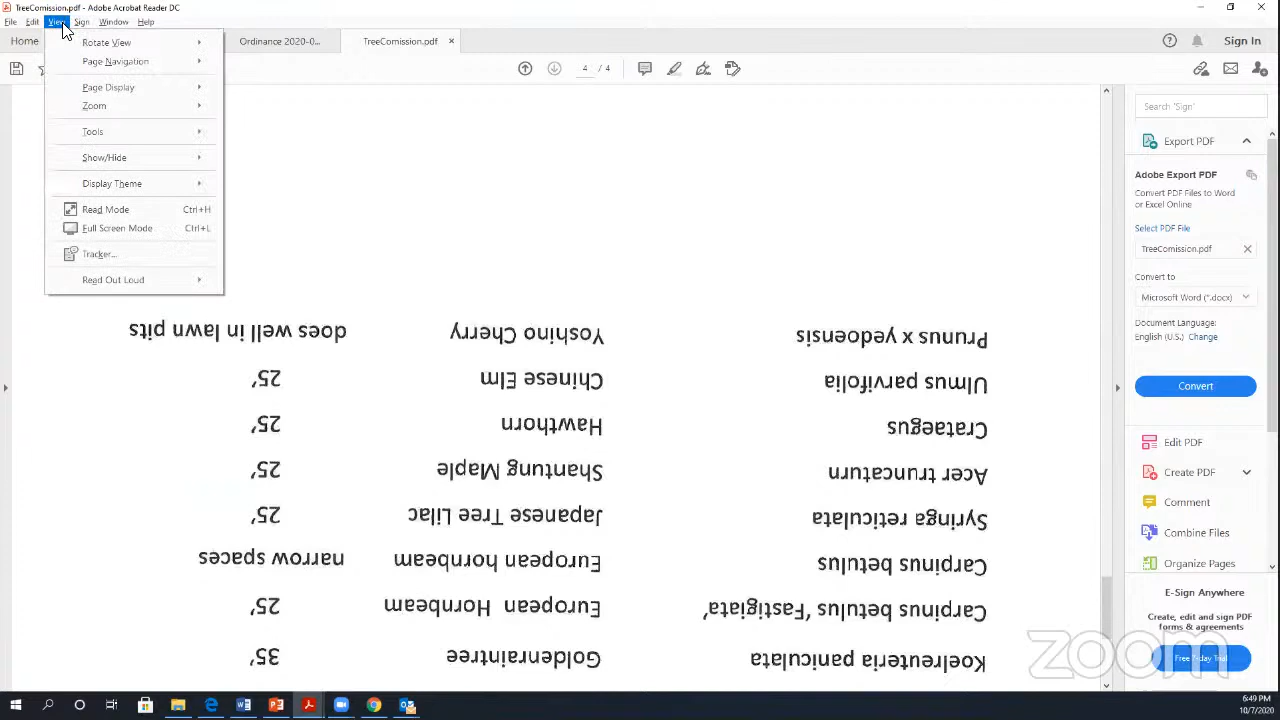 TreeComission.pdf - Adobe Acrobat Reader DC
File Edit View Sign Window Help
Home
Ordinance 2020-0...
TreeComission.pdf
Sign In
4 / 4
Rotate View
Page Navigation
Page Display
Zoom
Tools
Show/Hide
Display Theme
Read Mode Ctrl+H
Full Screen Mode Ctrl+L
Tracker...
Read Out Loud
Koelreuteria paniculata Goldenraintree 35'
Carpinus betulus 'Fastigiata' European Hornbeam 25'
Carpinus betulus European hornbeam narrow spaces
Syringa reticulata Japanese Tree Lilac 25'
Acer truncaturn Shantung Maple 25'
Crataegus Hawthorn 25'
Ulmus parvifolia Chinese Elm 25'
Prunus x yedoensis Yoshino Cherry does well in lawn pits
Search 'Sign'
Export PDF
Adobe Export PDF
Convert PDF Files to Word
or Excel Online
Select PDF File
TreeComission.pdf
Convert to
Microsoft Word (*.docx)
Document Language:
English (U.S.) Change
Convert
Edit PDF
Create PDF
Comment
Combine Files
Organize Pages
E-Sign Anywhere
Create, edit and sign PDF
forms & agreements
Free 7-day Trial
zoom
6:49 PM
10/7/2020